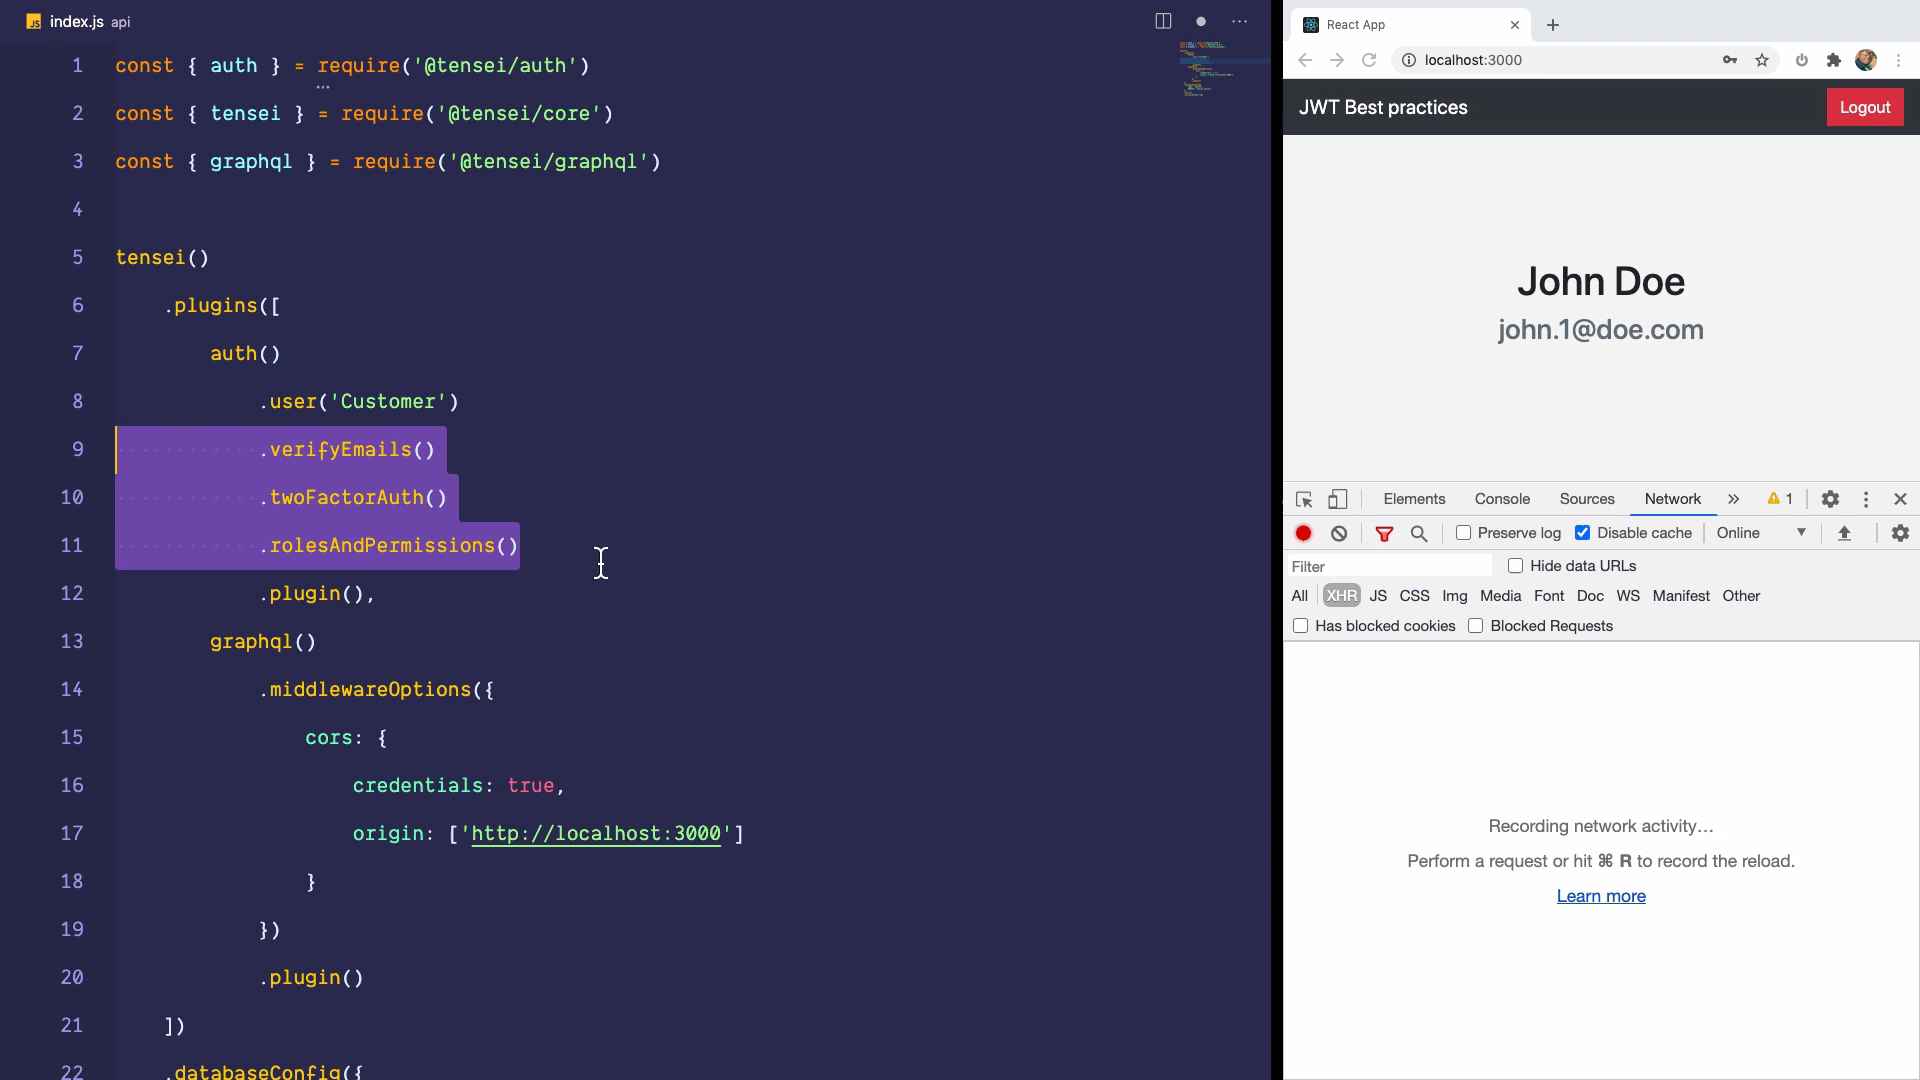 JS index.js api
1 const { auth } = require('@tensei/auth')
2 const { tensei } = require('@tensei/core')
3 const { graphql } = require('@tensei/graphql')
4
5 tensei()
6 .plugins([
7 auth()
8 .user('Customer')
9 .verifyEmails()
10 .twoFactorAuth()
11 .rolesAndPermissions()
12 .plugin(),
13 graphql()
14 .middlewareOptions({
15 cors: {
16 credentials: true,
17 origin: ['http://localhost:3000']
18 }
19 })
20 .plugin()
21 ])
22 .databaseConfig({
React App
localhost:3000
JWT Best practices Logout
John Doe
john.1@doe.com
Elements Console Sources Network » 1
Preserve log Disable cache Online
Filter Hide data URLs
All XHR JS CSS Img Media Font Doc WS Manifest Other
Has blocked cookies Blocked Requests
Recording network activity…
Perform a request or hit ⌘ R to record the reload.
Learn more